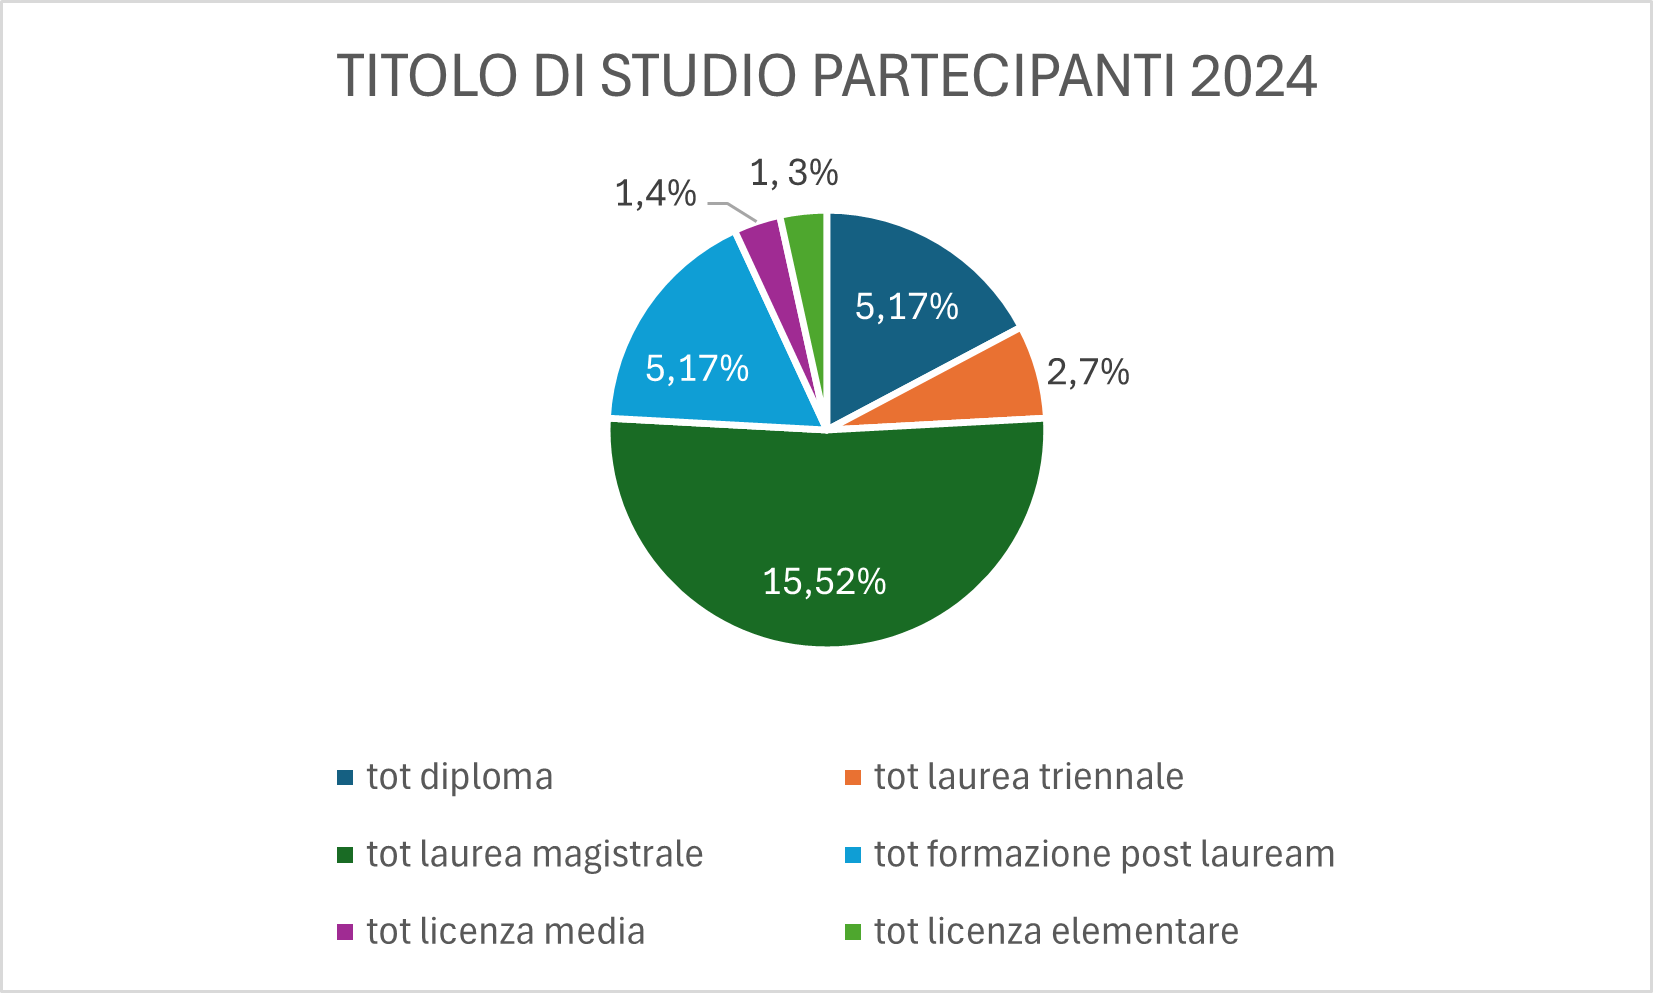 TITOLO DI STUDIO PARTECIPANTI 2024
1, 3%
1,4%
5,17%
5,17%
2,7%
15,52%
tot diploma
tot laurea triennale
tot laurea magistrale
tot formazione post lauream
tot licenza media
tot licenza elementare